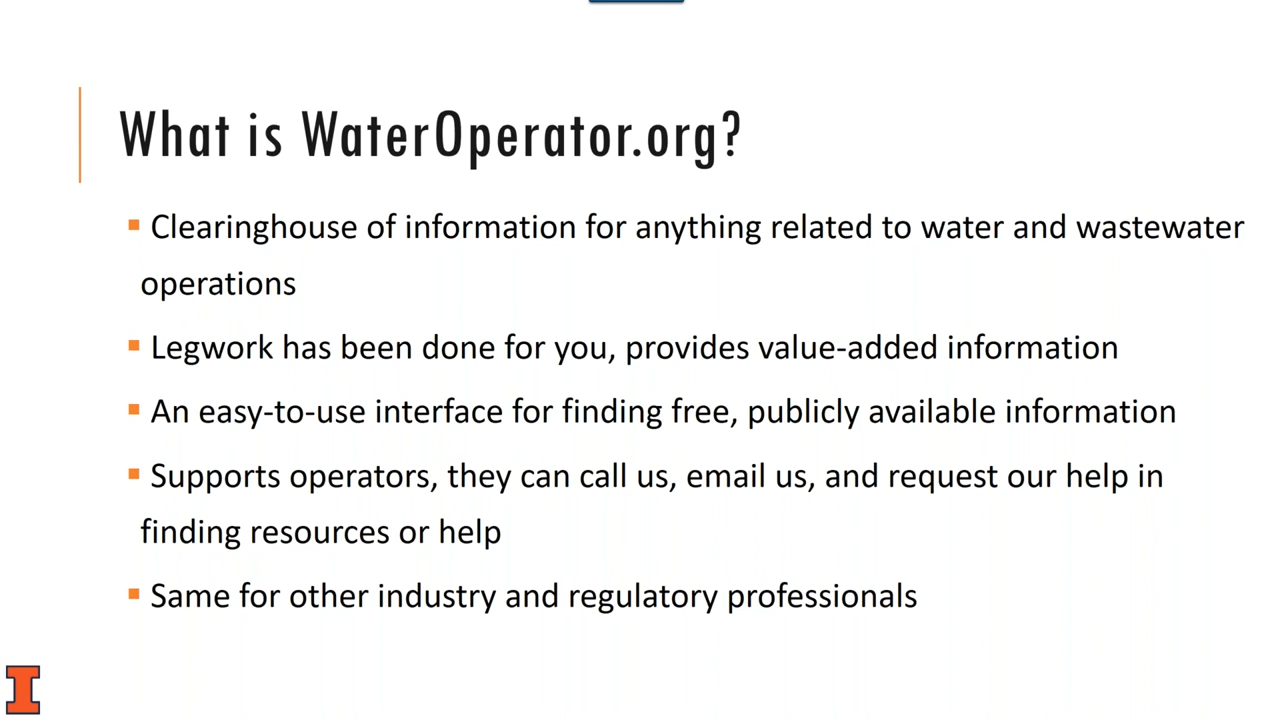 What is WaterOperator.org?
▪ Clearinghouse of information for anything related to water and wastewater
operations
▪ Legwork has been done for you, provides value-added information
▪ An easy-to-use interface for finding free, publicly available information
▪ Supports operators, they can call us, email us, and request our help in
finding resources or help
▪ Same for other industry and regulatory professionals
I